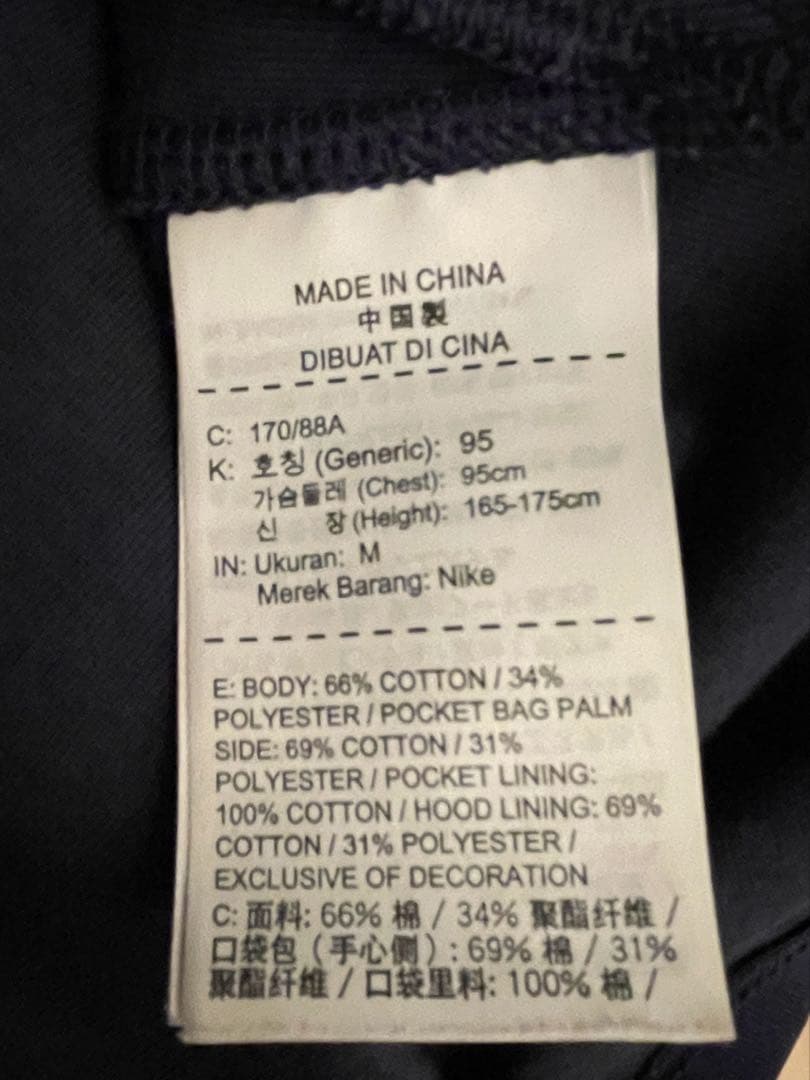 MADE IN CHINA
中国製
DIBUAT DI CINA
C: 170/88A
K: 호칭 (Generic): 95
가슴둘레 (Chest): 95cm
신 장 (Height): 165-175cm
IN: Ukuran: M
Merek Barang: Nike
E: BODY: 66% COTTON / 34%
POLYESTER / POCKET BAG PALM
SIDE: 69% COTTON / 31%
POLYESTER / POCKET LINING:
100% COTTON / HOOD LINING: 69%
COTTON / 31% POLYESTER /
EXCLUSIVE OF DECORATION
C: 面料: 66% 棉 / 34% 聚酯纤维 /
口袋包（手心侧）: 69% 棉 / 31%
聚酯纤维 / 口袋里料: 100% 棉 /